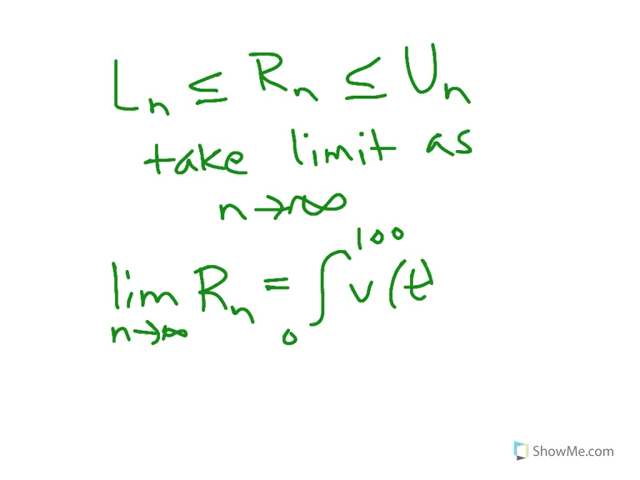 Lₙ ≤ Rₙ ≤ Uₙ
take limit as
n→∞
lim n→∞ Rₙ = ∫₀¹⁰⁰ v(t
ShowMe.com